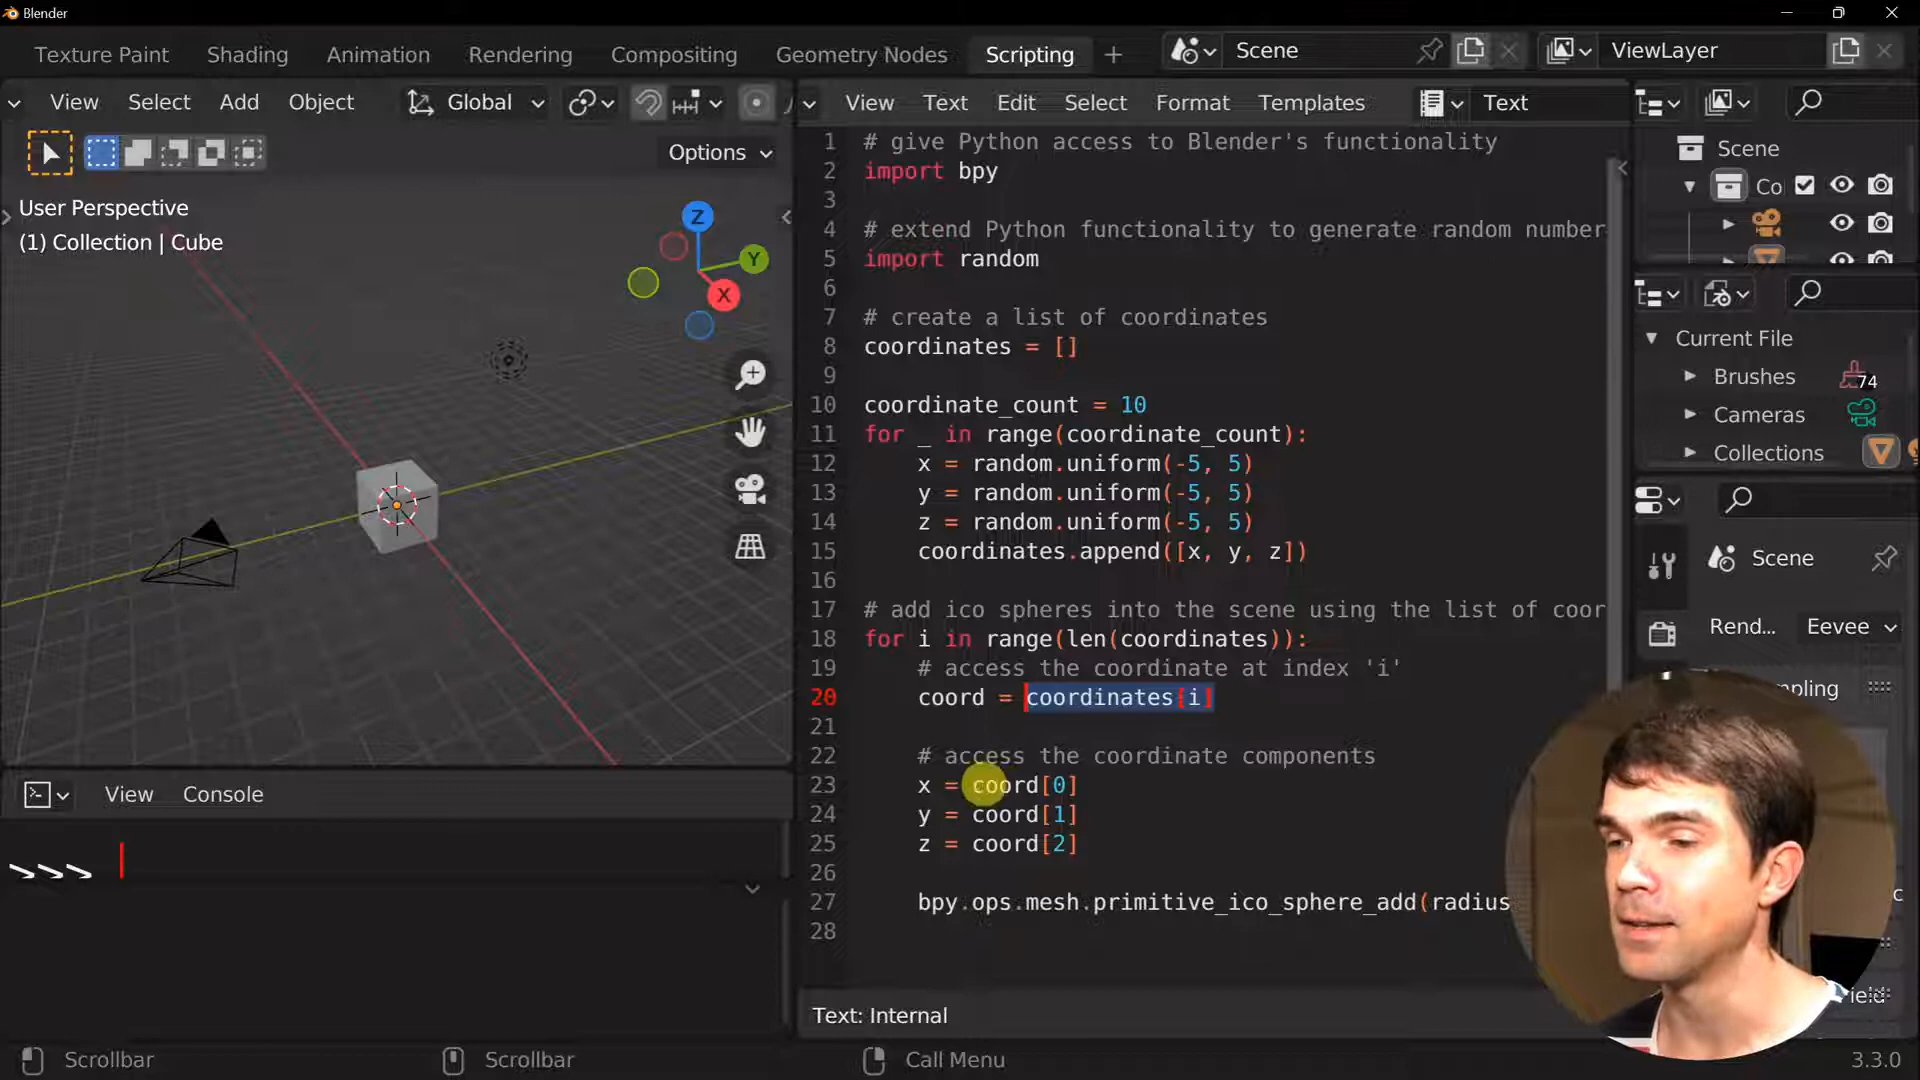 Blender
Texture Paint Shading Animation Rendering Compositing Geometry Nodes Scripting + Scene ViewLayer
View Select Add Object Global View Text Edit Select Format Templates Text
Options
User Perspective
(1) Collection | Cube
Z
Y
X
1 # give Python access to Blender's functionality
2 import bpy
3
4 # extend Python functionality to generate random number
5 import random
6
7 # create a list of coordinates
8 coordinates = []
9
10 coordinate_count = 10
11 for _ in range(coordinate_count):
12 x = random.uniform(-5, 5)
13 y = random.uniform(-5, 5)
14 z = random.uniform(-5, 5)
15 coordinates.append([x, y, z])
16
17 # add ico spheres into the scene using the list of coor
18 for i in range(len(coordinates)):
19 # access the coordinate at index 'i'
20 coord = coordinates[i]
21
22 # access the coordinate components
23 x = coord[0]
24 y = coord[1]
25 z = coord[2]
26
27 bpy.ops.mesh.primitive_ico_sphere_add(radius
28
Text: Internal
View Console
>>>
Scene
Co
Current File
Brushes 74
Cameras
Collections
Scene
Rend... Eevee
mpling
ield
Scrollbar Scrollbar Call Menu 3.3.0